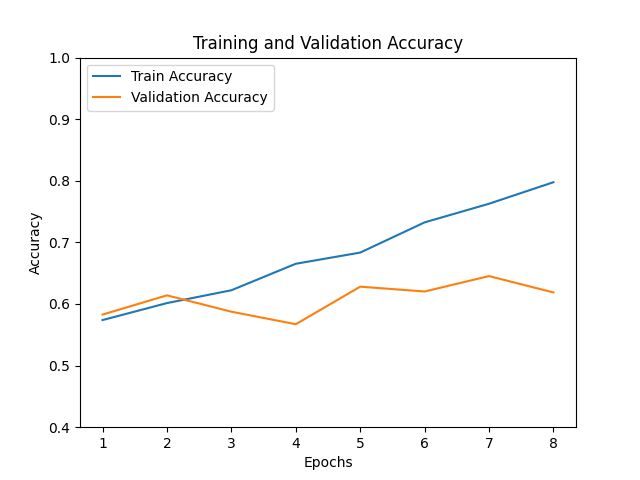 Training and Validation Accuracy
Train Accuracy
Validation Accuracy
1.0
0.9
0.8
0.7
0.6
0.5
0.4
Accuracy
1 2 3 4 5 6 7 8
Epochs